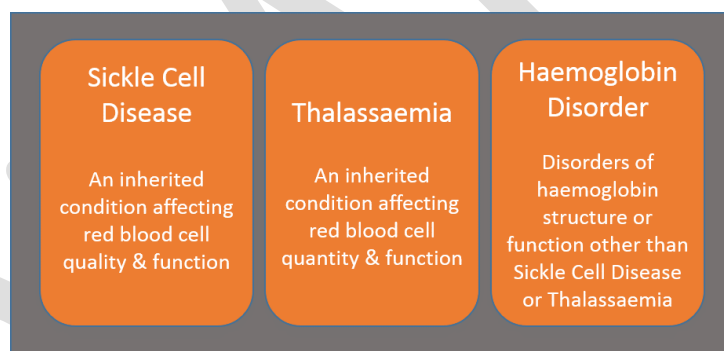 Sickle Cell
Disease
An inherited
condition affecting
red blood cell
quality & function
Thalassaemia
An inherited
condition affecting
red blood cell
quantity & function
Haemoglobin
Disorder
Disorders of
haemoglobin
structure or
function other than
Sickle Cell Disease
or Thalassaemia